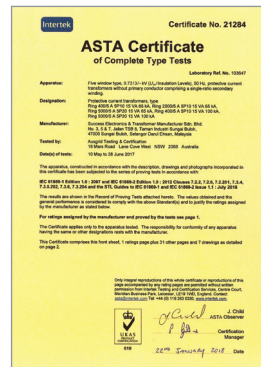 Intertek
Certificate No. 21284
ASTA Certificate
of Complete Type Tests
Laboratory Ref. No. 103647
Apparatus: Five window type, 0.72/3/- kV (Uₘ/Insulation Levels), 50 Hz, protective current
transformers without primary conductor comprising a single-ratio secondary
winding.
Designation: Protective current transformers, type
Ring 400/5 A 5P10 15 VA 65 kA, Ring 2000/5 A 5P10 15 VA 65 kA,
Ring 5000/5 A 5P10 15 VA 65 kA, Ring 1500/5 A 5P10 15 VA 100 kA,
Ring 5000/5 A 5P10 15 VA 100 kA.
Manufacturer: Success Electronics & Transformer Manufacturer Sdn. Bhd.
No. 3, 5 & 7, Jalan TSB 8, Taman Industri Sungai Buloh,
47000 Sungai Buloh, Selangor Darul Ehsan, Malaysia
Tested by: Ausgrid Testing & Certification
18 Mars Road Lane Cove West NSW 2066 Australia
Date(s) of tests: 10 May to 28 June 2017
The apparatus, constructed in accordance with the description, drawings and photographs incorporated in
this certificate has been subjected to the series of proving tests in accordance with
IEC 61869-1 Edition 1.0 : 2007 and IEC 61869-2 Edition 1.0 : 2012 Clauses 7.2.2, 7.2.6, 7.2.201, 7.3.4,
7.3.5.202, 7.3.6, 7.3.204 and the STL Guides to IEC 61869-1 and IEC 61869-2 Issue 1.1 : July 2016
The results are shown in the Record of Proving Tests attached hereto. The values obtained and the
general performance is considered to comply with the above Standard(s) and to justify the ratings assigned
by the manufacturer as stated below.
For ratings assigned by the manufacturer and proved by the tests see page 1.
The Certificate applies only to the apparatus tested. The responsibility for conformity of any apparatus
having the same or other designations rests with the manufacturer.
This Certificate comprises this front sheet, 1 ratings page plus 31 other pages and 7 drawings as detailed
on page 2.
Only integral reproductions of this whole certificate or reproductions of this
page accompanied by any rating pages are permitted without written
permission from Intertek Testing and Certification Services, Centre Court,
Meridian Business Park, Leicester, LE19 1WD, England. Contact
asta@intertek.com Tel: +44 (0) 116 263 0330, www.intertek.com
J. Child
ASTA Observer
Certification
Manager
UKAS
PRODUCT
CERTIFICATION
010
22nd January 2018 Date